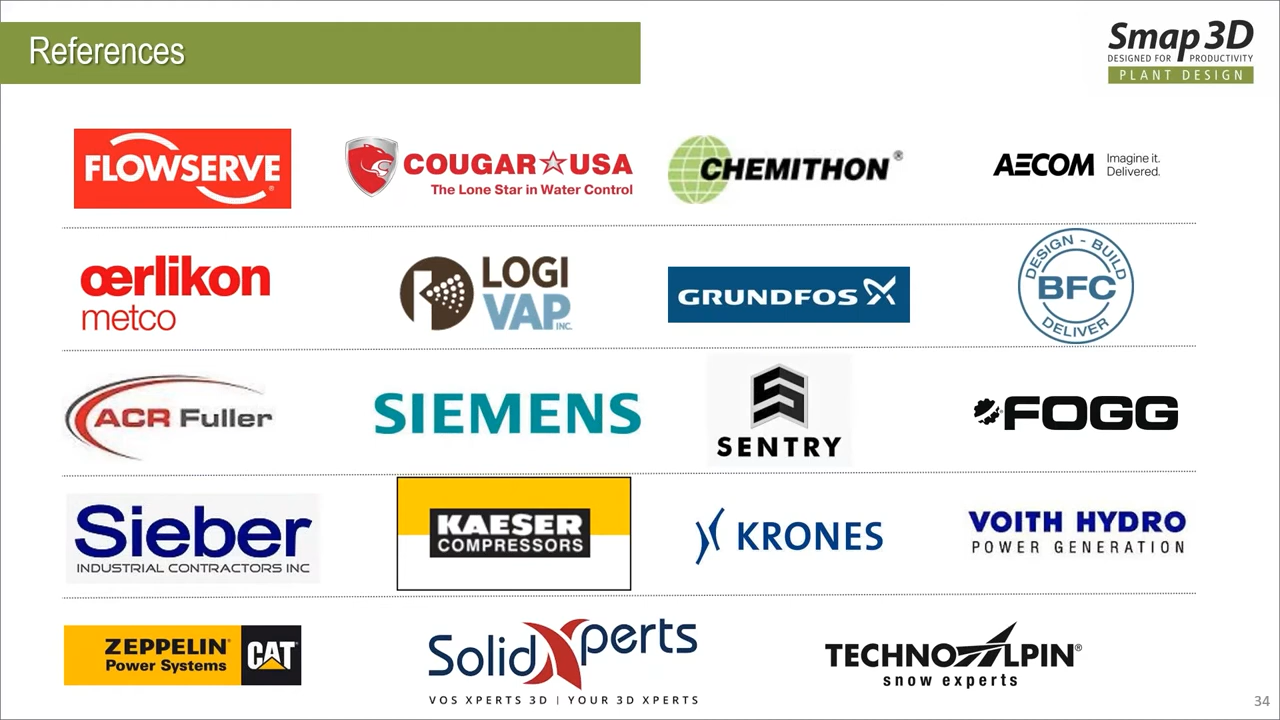 References
Smap 3D
DESIGNED FOR PRODUCTIVITY
PLANT DESIGN
FLOWSERVE®
COUGAR USA
The Lone Star in Water Control
CHEMITHON®
AECOM
Imagine it.
Delivered.
œrlikon
metco
LOGI
VAP INC.
GRUNDFOS
DESIGN - BUILD
BFC
DELIVER
ACR Fuller
SIEMENS
SENTRY
FOGG
Sieber
INDUSTRIAL CONTRACTORS INC
KAESER
COMPRESSORS
KRONES
VOITH HYDRO
POWER GENERATION
ZEPPELIN®
Power Systems
CAT
SolidXperts
VOS XPERTS 3D | YOUR 3D XPERTS
TECHNOALPIN®
snow experts
34